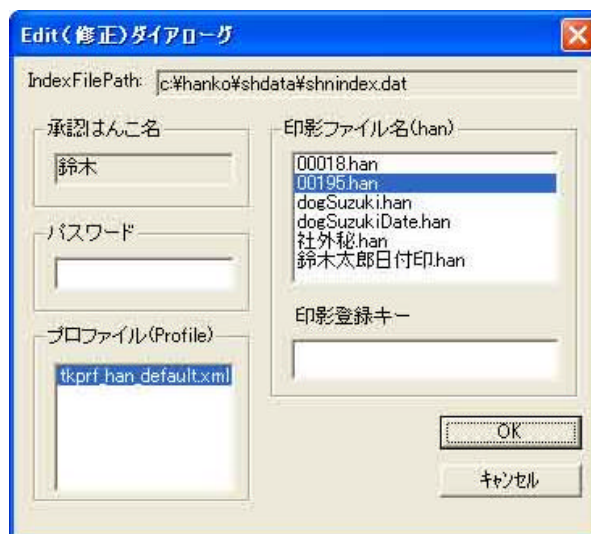 Edit(修正)ダイアローグ
IndexFilePath: c:¥hanko¥shdata¥shnindex.dat
承認はんこ名
鈴木
パスワード
プロファイル(Profile)
tkprf_han_default.xml
印影ファイル名(han)
00018.han
00195.han
dogSuzuki.han
dogSuzukiDate.han
社外秘.han
鈴木太郎日付印.han
印影登録キー
OK
キャンセル